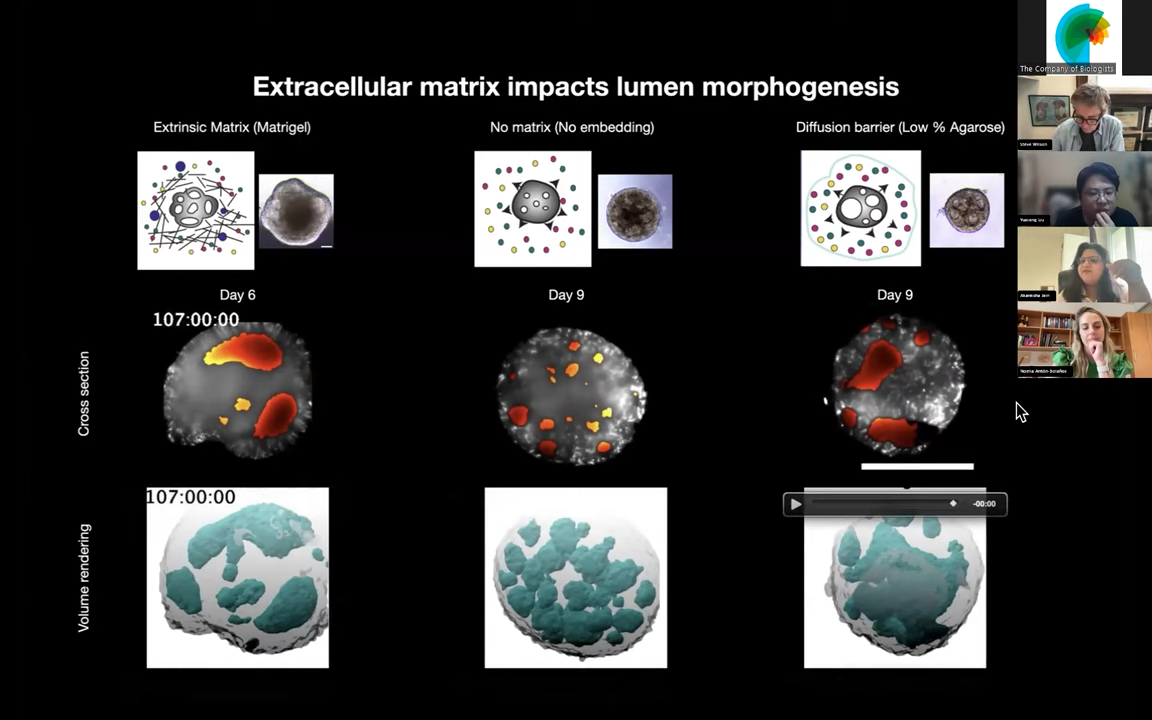 Extracellular matrix impacts lumen morphogenesis
Extrinsic Matrix (Matrigel)
No matrix (No embedding)
Diffusion barrier (Low % Agarose)
Day 6
Day 9
Day 9
107:00:00
Cross section
107:00:00
-00:00
Volume rendering
The Company of Biologists
Steve Wilson
Yuxeng Liu
Akanksha Jain
Noelia Antón-Bolaños